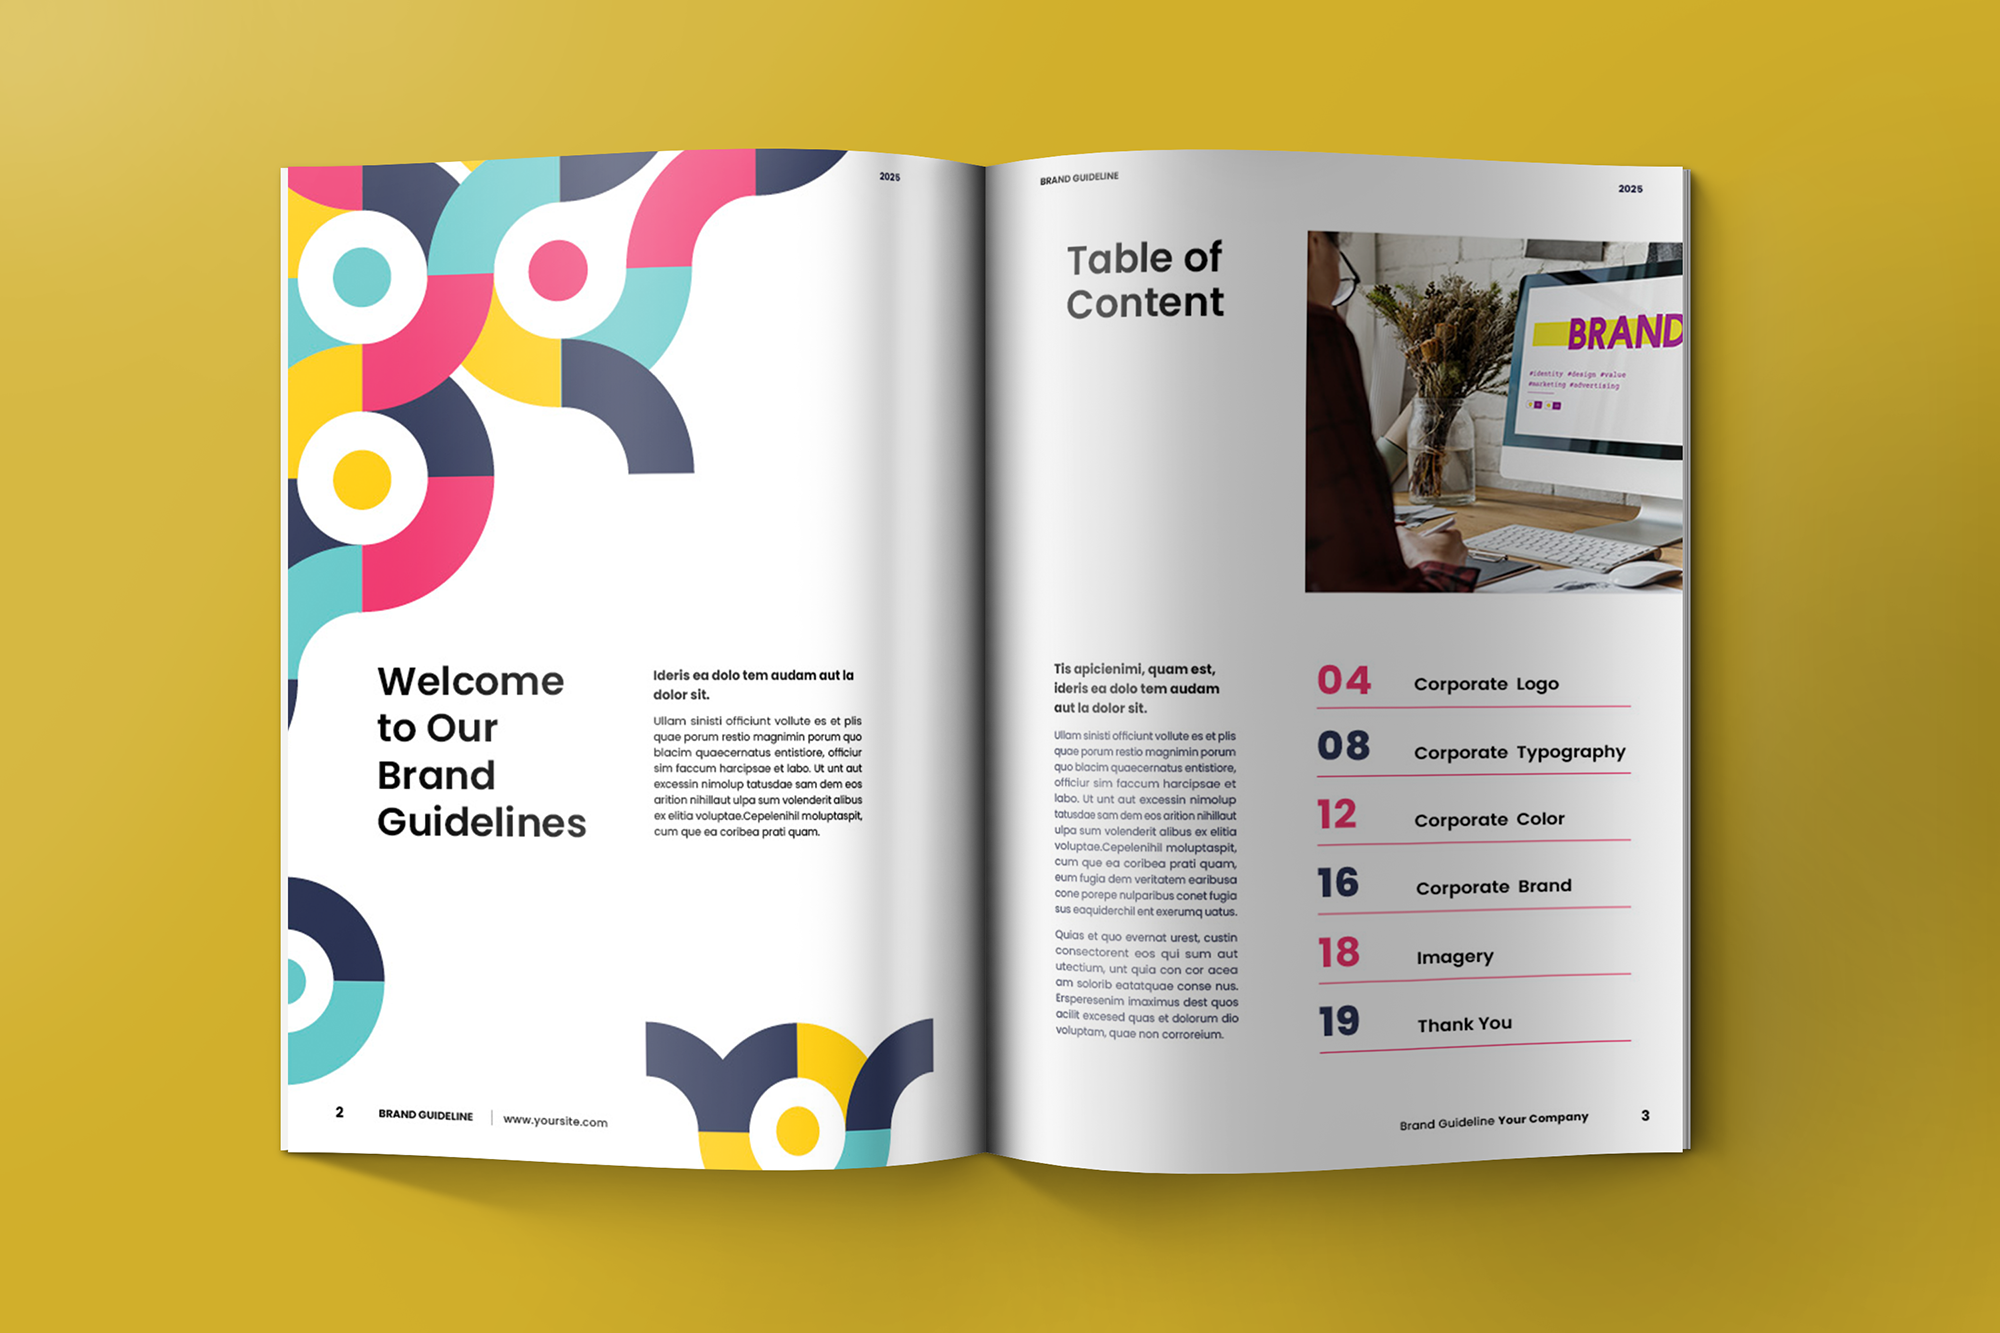 2025
Welcome
to Our
Brand
Guidelines
Ideris ea dolo tem audam aut la
dolor sit.
Ullam sinisti officiunt vollute es et plis
quae porum restio magnimin porum quo
blacim quaecernatus entistiore, officiur
sim faccum harcipsae et labo. Ut unt aut
excessin nimolup tatusdae sam dem eos
arition nihillaut ulpa sum volenderit alibus
ex elitia voluptae.Cepelenihil moluptaspit,
cum que ea coribea prati quam.
2 BRAND GUIDELINE www.yoursite.com
BRAND GUIDELINE
2025
Table of
Content
BRAND
#identity #design #value
#marketing #advertising
Tis apicienimi, quam est,
ideris ea dolo tem audam
aut la dolor sit.
Ullam sinisti officiunt vollute es et plis
quae porum restio magnimin porum
quo blacim quaecernatus entistiore,
officiur sim faccum harcipsae et
labo. Ut unt aut excessin nimolup
tatusdae sam dem eos arition nihillaut
ulpa sum volenderit alibus ex elitia
voluptae.Cepelenihil moluptaspit,
cum que ea coribea prati quam,
eum fugia dem veritatem earibusa
cone porepe nulparibus conet fugia
sus eaquiderchil ent exerumq uatus.
Quias et quo evernat urest, custin
consectorent eos qui sum aut
utectium, unt quia con cor acea
am solorib eatatquae conse nus.
Ersperesenim imaximus dest quos
acilit excesed quas et dolorum dio
voluptam, quae non corroreium.
04 Corporate Logo
08 Corporate Typography
12 Corporate Color
16 Corporate Brand
18 Imagery
19 Thank You
Brand Guideline Your Company 3